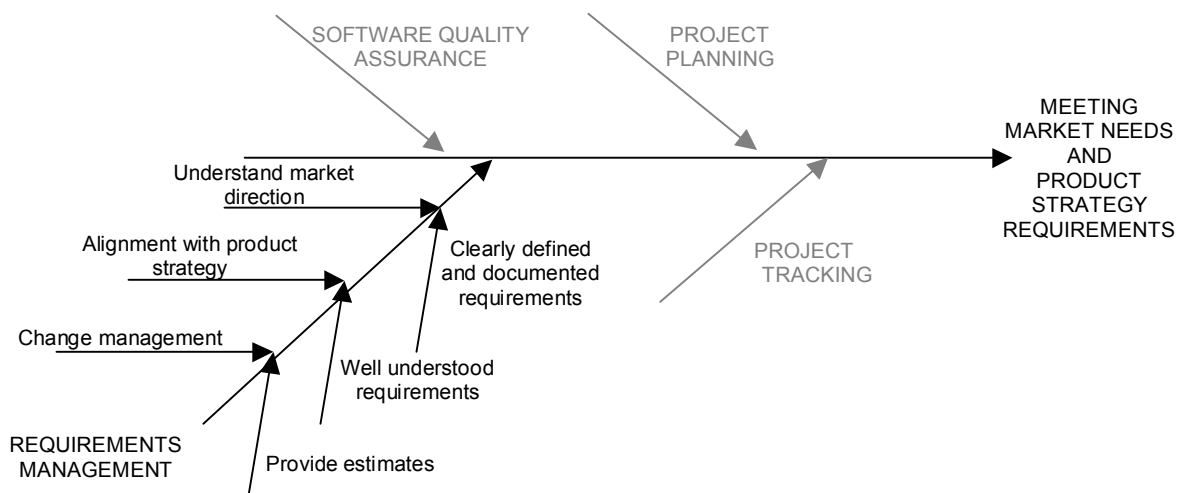 SOFTWARE QUALITY
ASSURANCE
PROJECT
PLANNING
MEETING
MARKET NEEDS
AND
PRODUCT
STRATEGY
REQUIREMENTS
Understand market
direction
Alignment with product
strategy
Clearly defined
and documented
requirements
PROJECT
TRACKING
Change management
Well understood
requirements
REQUIREMENTS
MANAGEMENT
Provide estimates